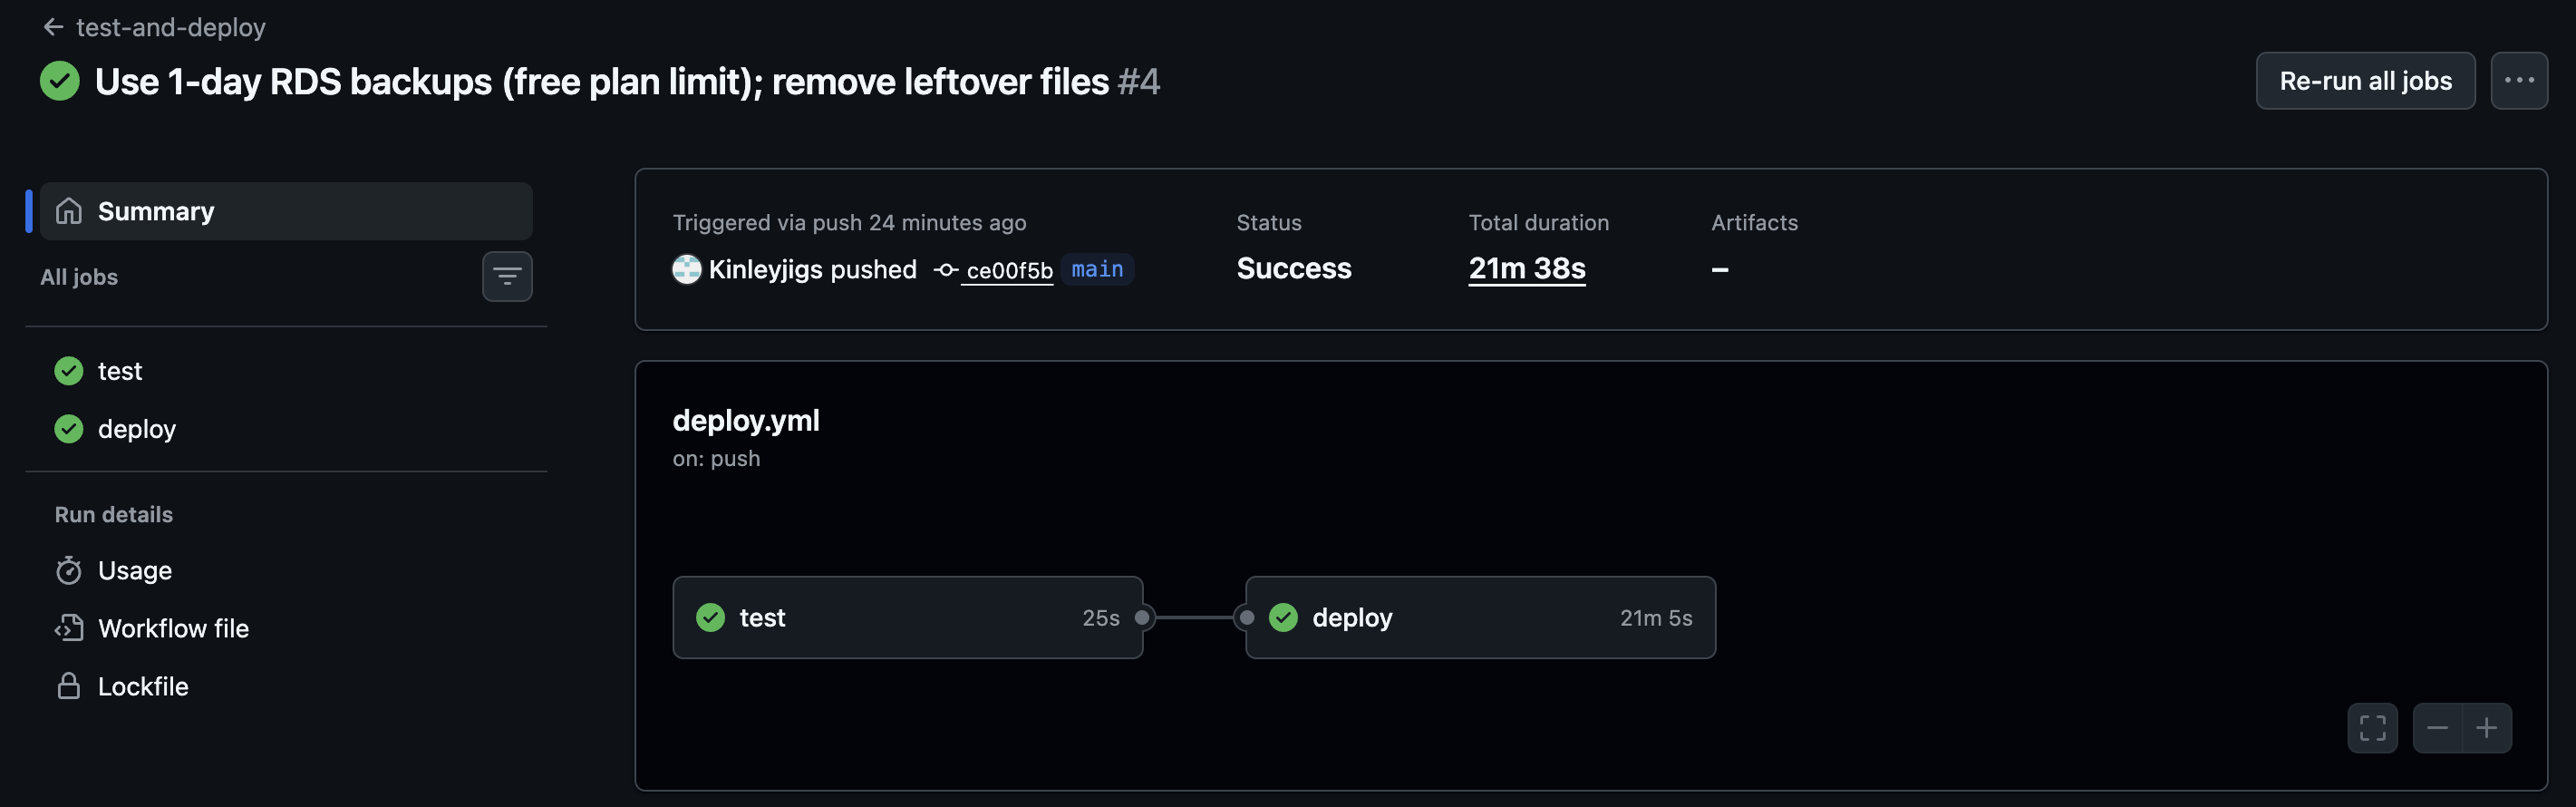 test-and-deploy
Use 1-day RDS backups (free plan limit); remove leftover files #4
Re-run all jobs
Summary
All jobs
test
deploy
Run details
Usage
Workflow file
Lockfile
Triggered via push 24 minutes ago
Kinleyjigs pushed ce00f5b main
Status
Success
Total duration
21m 38s
Artifacts
–
deploy.yml
on: push
test 25s
deploy 21m 5s